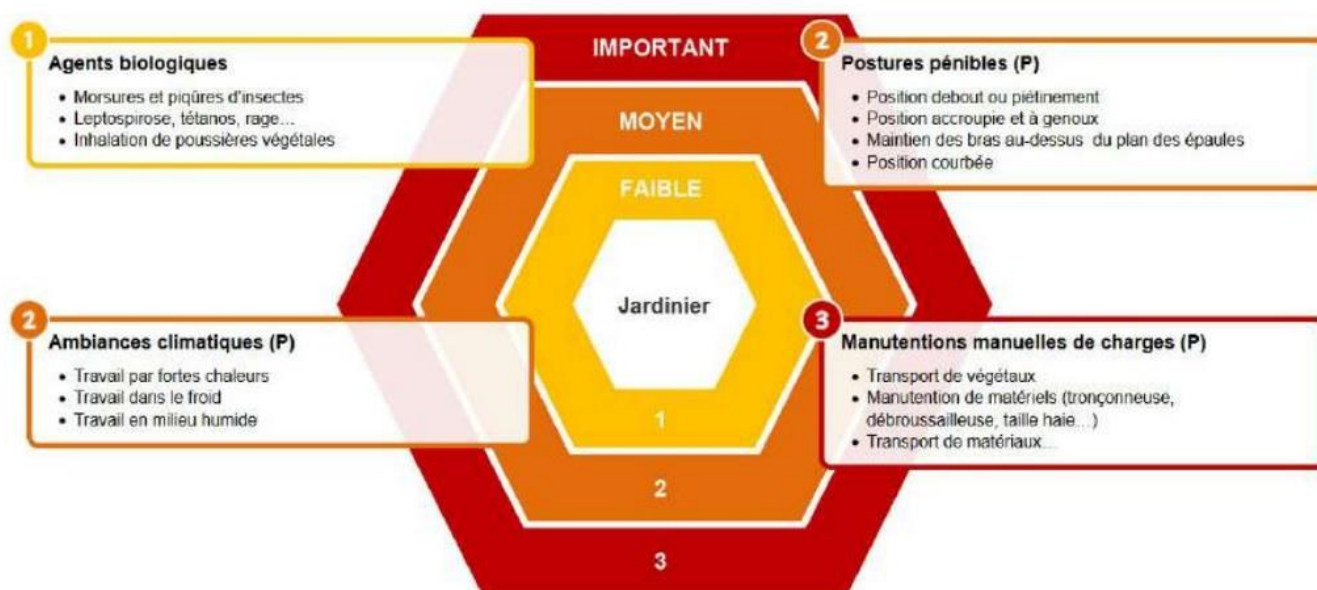 1
Agents biologiques
• Morsures et piqûres d'insectes
• Leptospirose, tétanos, rage...
• Inhalation de poussières végétales
IMPORTANT
MOYEN
FAIBLE
Jardinier
1
2
3
2
Postures pénibles (P)
• Position debout ou piétinement
• Position accroupie et à genoux
• Maintien des bras au-dessus du plan des épaules
• Position courbée
2
Ambiances climatiques (P)
• Travail par fortes chaleurs
• Travail dans le froid
• Travail en milieu humide
3
Manutentions manuelles de charges (P)
• Transport de végétaux
• Manutention de matériels (tronçonneuse,
débroussailleuse, taille haie...)
• Transport de matériaux...